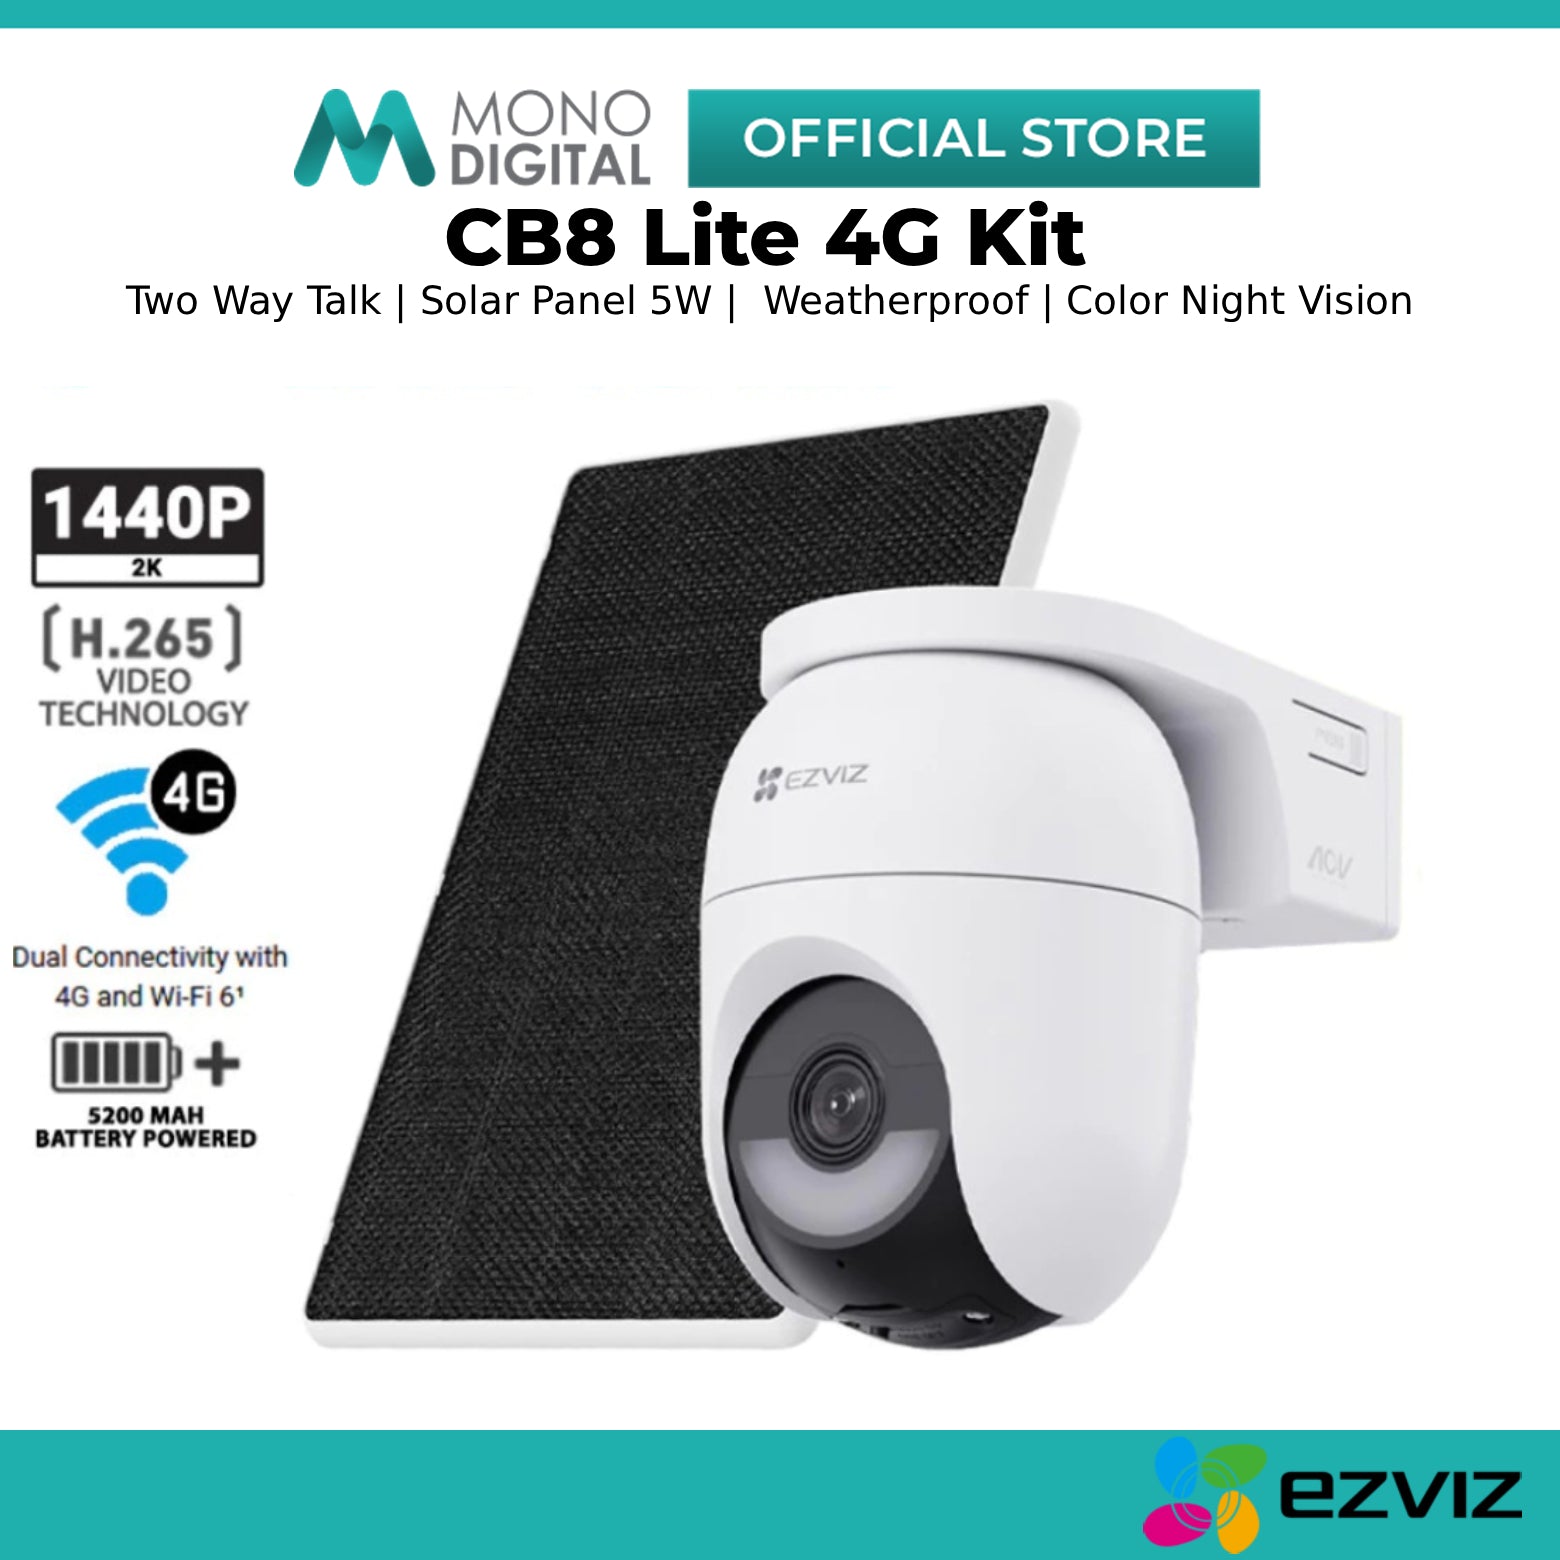 MONO
DIGITAL
OFFICIAL STORE
CB8 Lite 4G Kit
Two Way Talk | Solar Panel 5W | Weatherproof | Color Night Vision
1440P
2K
[H.265]
VIDEO
TECHNOLOGY
4G
Dual Connectivity with
4G and Wi-Fi 6¹
5200 MAH
BATTERY POWERED
EZVIZ
AOV
ezviz